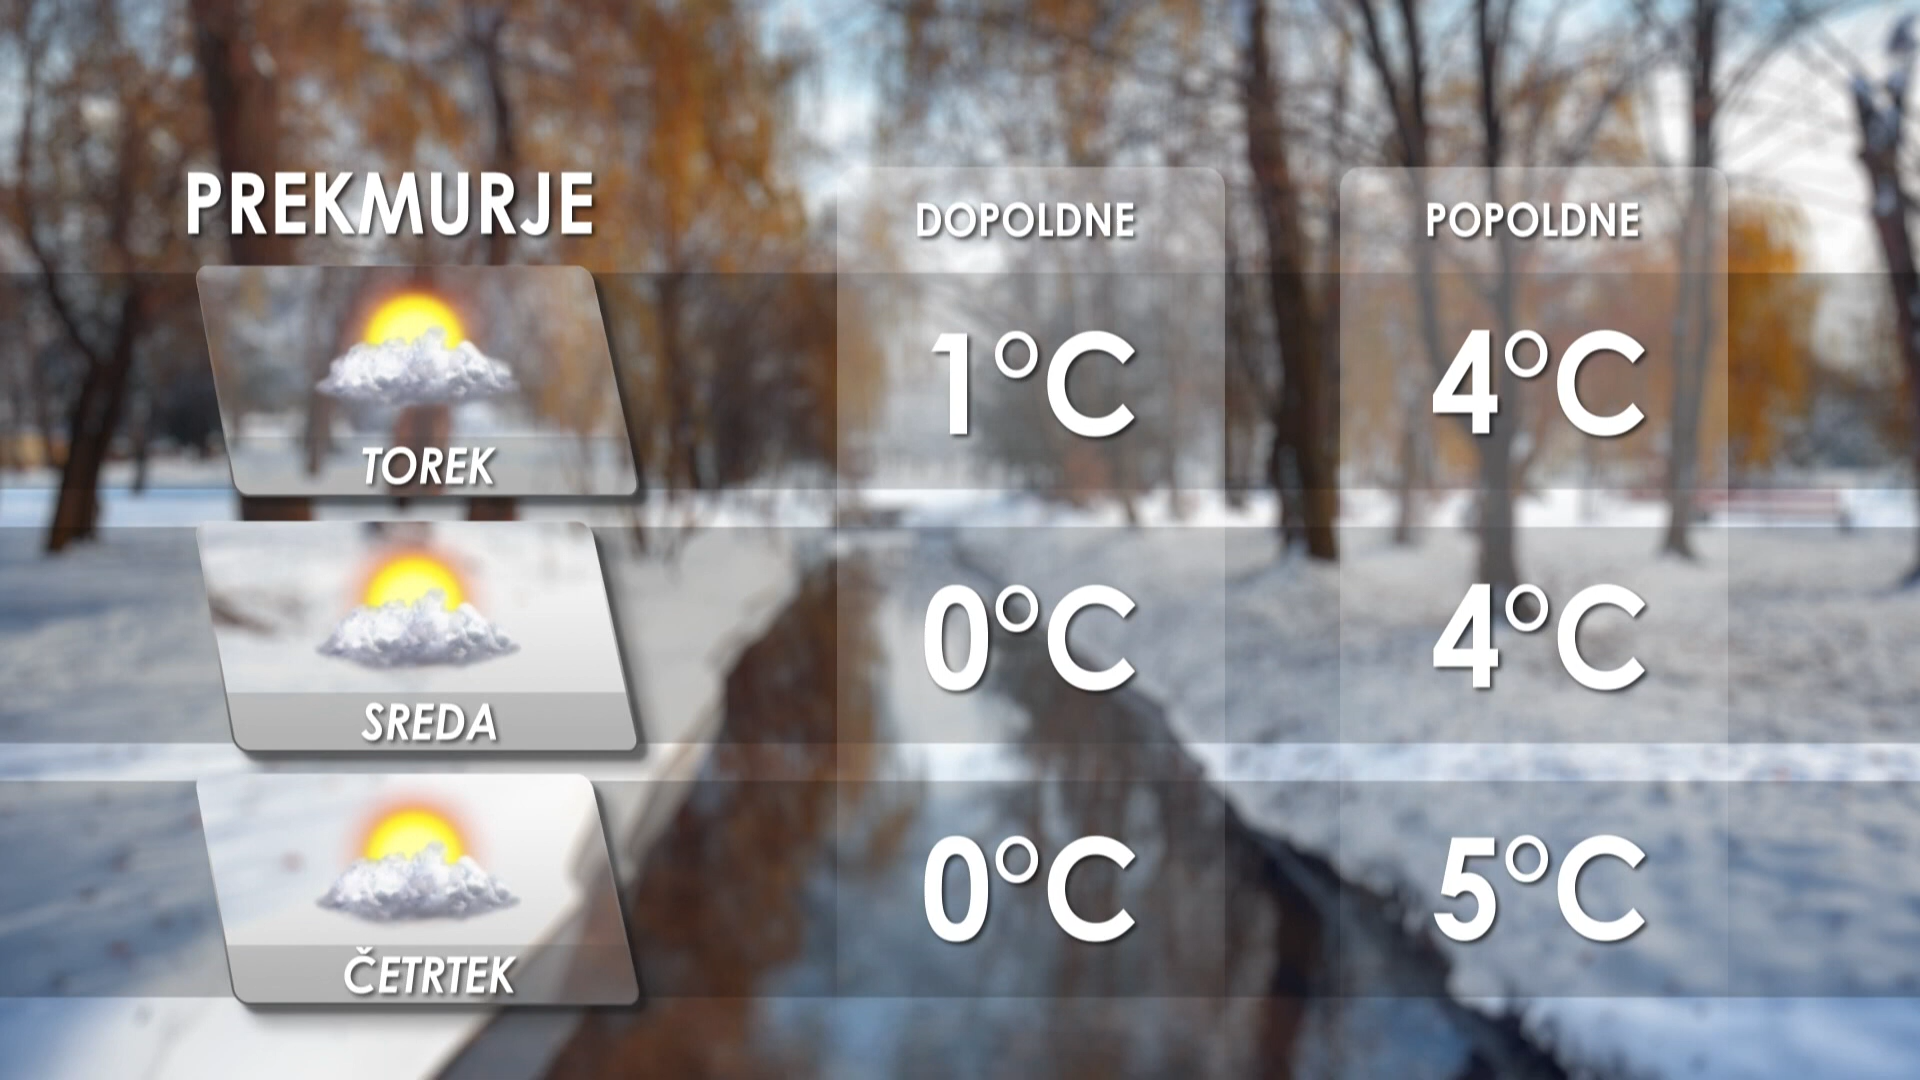 PREKMURJE
DOPOLDNE
POPOLDNE
TOREK
1°C
4°C
SREDA
0°C
4°C
ČETRTEK
0°C
5°C